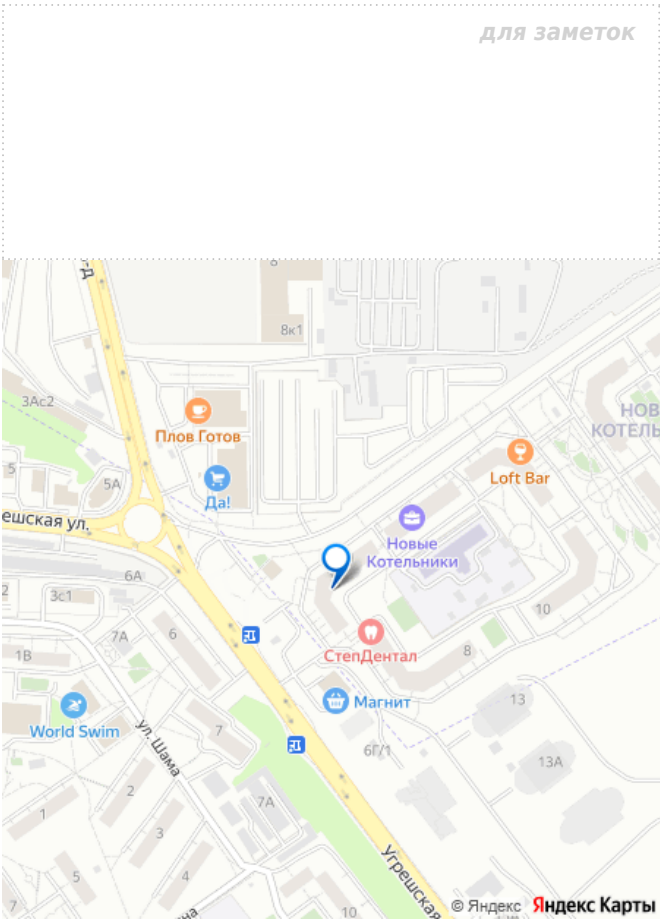 для заметок
8к1
3Ас2
НОВ
КОТЕЛЬ
Плов Готов
Loft Bar
5
5А
Да!
ешская ул.
Новые
Котельники
6А
2
3с1
10
7А
6
СтепДентал
8
1В
13
Магнит
World Swim
7
ул. Шама
6Г/1
13А
2
7А
1
3
Угрешская
4
5
7
10
на
© Яндекс
Яндекс Карты